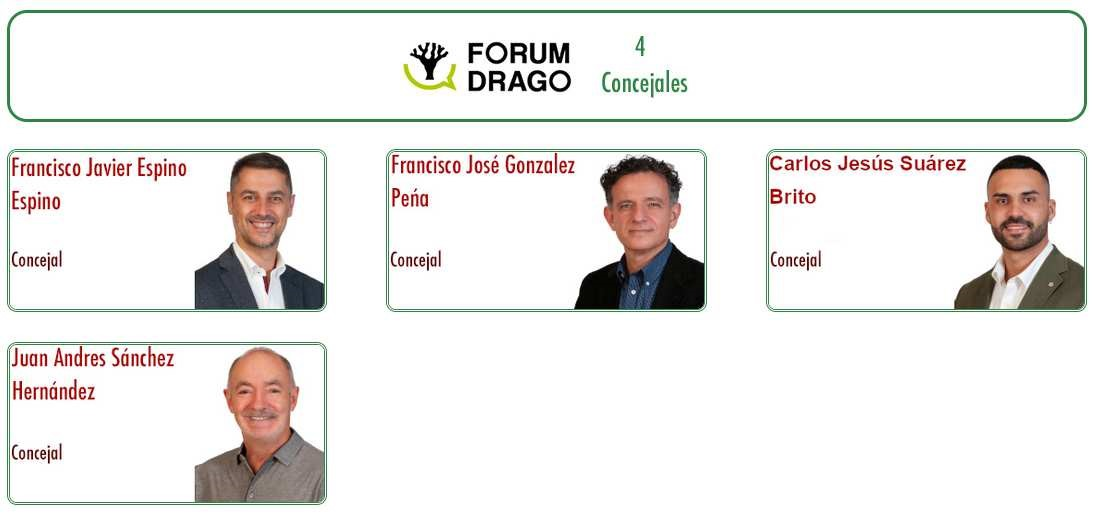 FORUM
DRAGO
4
Concejales
Francisco Javier Espino
Espino
Concejal
Francisco José Gonzalez
Peńa
Concejal
Carlos Jesús Suárez
Brito
Concejal
Juan Andres Sánchez
Hernández
Concejal